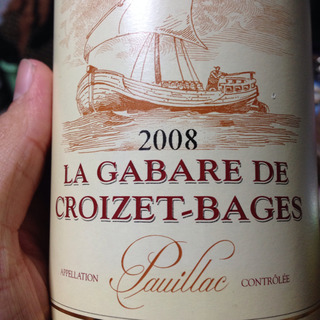 2008
LA GABARE DE
CROIZET-BAGES
APPELLATION Pauillac CONTRÔLÉE